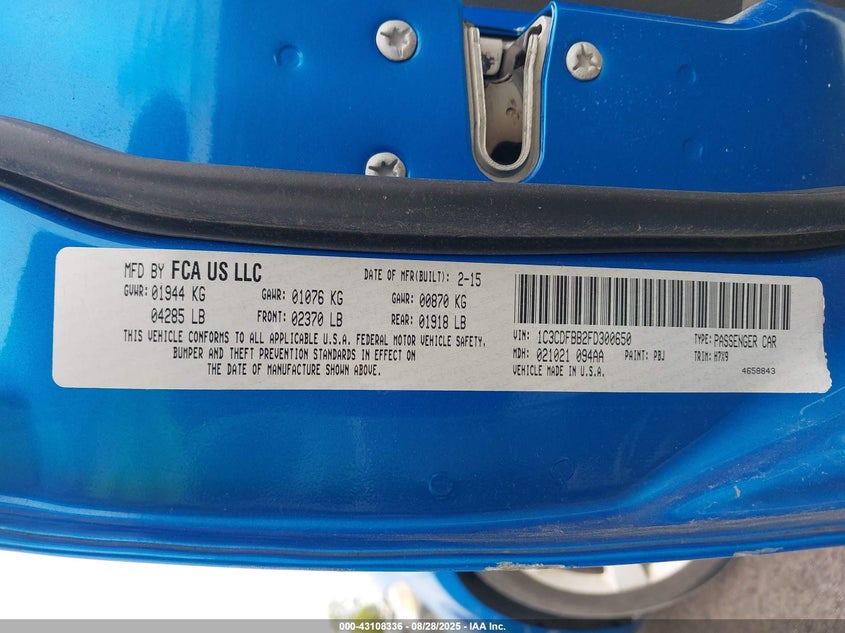 MFD BY FCA US LLC DATE OF MFR(BUILT): 2-15
GVWR: 01944 KG GAWR: 01076 KG GAWR: 00870 KG
04285 LB FRONT: 02370 LB REAR: 01918 LB
THIS VEHICLE CONFORMS TO ALL APPLICABLE U.S.A. FEDERAL MOTOR VEHICLE SAFETY,
BUMPER AND THEFT PREVENTION STANDARDS IN EFFECT ON
THE DATE OF MANUFACTURE SHOWN ABOVE.
VIN: 1C3CDFBB2FD300650 TYPE: PASSENGER CAR
MDH: 021021 094AA PAINT: PBJ TRIM: H7X9
VEHICLE MADE IN U.S.A. 4658843
000-43108336 - 08/28/2025 - IAA Inc.